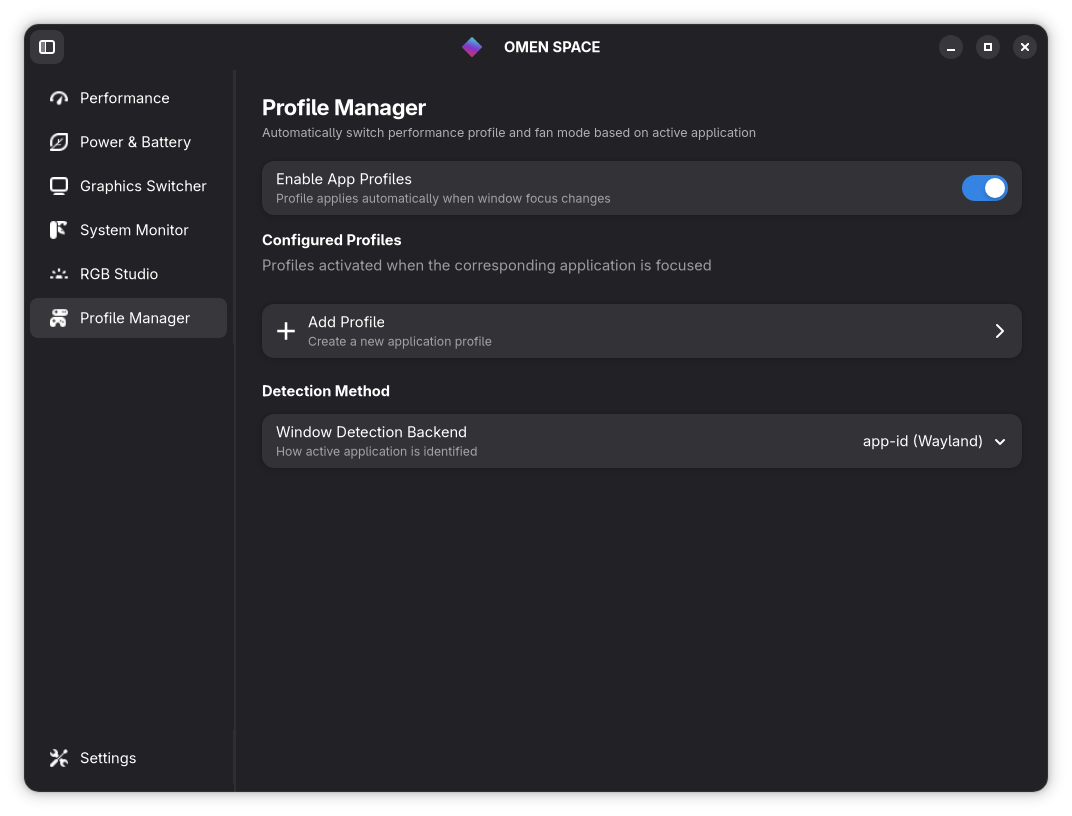 OMEN SPACE
Performance
Power & Battery
Graphics Switcher
System Monitor
RGB Studio
Profile Manager
Settings
Profile Manager
Automatically switch performance profile and fan mode based on active application
Enable App Profiles
Profile applies automatically when window focus changes
Configured Profiles
Profiles activated when the corresponding application is focused
Add Profile
Create a new application profile
Detection Method
Window Detection Backend
How active application is identified
app-id (Wayland)